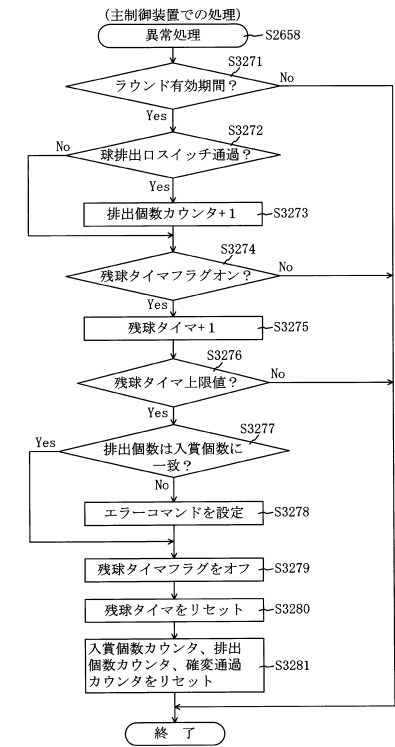 (主制御装置での処理)
異常処理
S2658
S3271
ラウンド有効期間?
No
Yes
S3272
球排出口スイッチ通過?
No
Yes
排出個数カウンタ+1
S3273
S3274
残球タイマフラグオン?
No
Yes
残球タイマ+1
S3275
S3276
残球タイマ上限値?
No
Yes
S3277
排出個数は入賞個数に
一致?
Yes
No
エラーコマンドを設定
S3278
残球タイマフラグをオフ
S3279
残球タイマをリセット
S3280
入賞個数カウンタ、排出
個数カウンタ、確変通過
カウンタをリセット
S3281
終 了